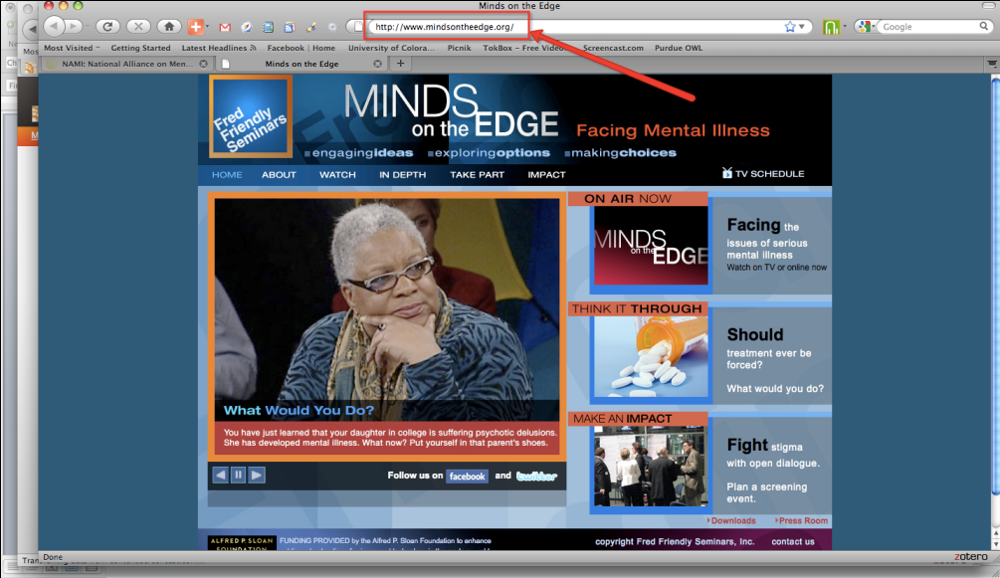 Minds on the Edge
http://www.mindsontheedge.org/
Google
Most Visited Getting Started Latest Headlines Facebook | Home University of Colora... Picnik TokBox – Free Video Screencast.com Purdue OWL
NAMI: National Alliance on Men... Minds on the Edge
Fred
Friendly
Seminars
MINDS
on the EDGE
Facing Mental Illness
engagingideas exploringoptions makingchoices
HOME ABOUT WATCH IN DEPTH TAKE PART IMPACT TV SCHEDULE
ON AIR NOW
MINDS
on the EDGE
Facing the
issues of serious
mental illness
Watch on TV or online now
THINK IT THROUGH
Should
treatment ever be
forced?
What would you do?
What Would You Do?
You have just learned that your daughter in college is suffering psychotic delusions.
She has developed mental illness. What now? Put yourself in that parent's shoes.
MAKE AN IMPACT
Fight stigma
with open dialogue.
Plan a screening
event.
Follow us on facebook and twitter
Downloads Press Room
ALFRED P. SLOAN
FOUNDATION
FUNDING PROVIDED by the Alfred P. Sloan Foundation to enhance
copyright Fred Friendly Seminars, Inc. contact us
Done
zotero